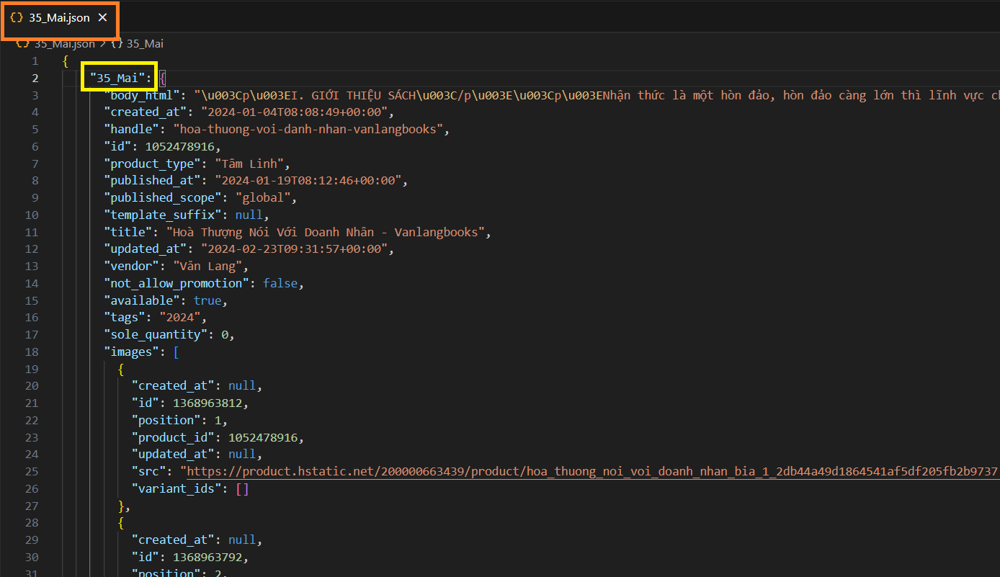 {} 35_Mai.json ×
{} 35_Mai.json > {} 35_Mai
1 {
2 "35_Mai": {
3 "body_html": "\u003Cp\u003EI. GIỚI THIỆU SÁCH\u003C/p\u003E\u003Cp\u003ENhận thức là một hòn đảo, hòn đảo càng lớn thì lĩnh vực ch
4 "created_at": "2024-01-04T08:08:49+00:00",
5 "handle": "hoa-thuong-voi-danh-nhan-vanlangbooks",
6 "id": 1052478916,
7 "product_type": "Tâm Linh",
8 "published_at": "2024-01-19T08:12:46+00:00",
9 "published_scope": "global",
10 "template_suffix": null,
11 "title": "Hoà Thượng Nói Với Doanh Nhân - Vanlangbooks",
12 "updated_at": "2024-02-23T09:31:57+00:00",
13 "vendor": "Văn Lang",
14 "not_allow_promotion": false,
15 "available": true,
16 "tags": "2024",
17 "sole_quantity": 0,
18 "images": [
19 {
20 "created_at": null,
21 "id": 1368963812,
22 "position": 1,
23 "product_id": 1052478916,
24 "updated_at": null,
25 "src": "https://product.hstatic.net/200000663439/product/hoa_thuong_noi_voi_doanh_nhan_bia_1_2db44a49d1864541af5df205fb2b9737
26 "variant_ids": []
27 },
28 {
29 "created_at": null,
30 "id": 1368963792,
31 "position": 2,